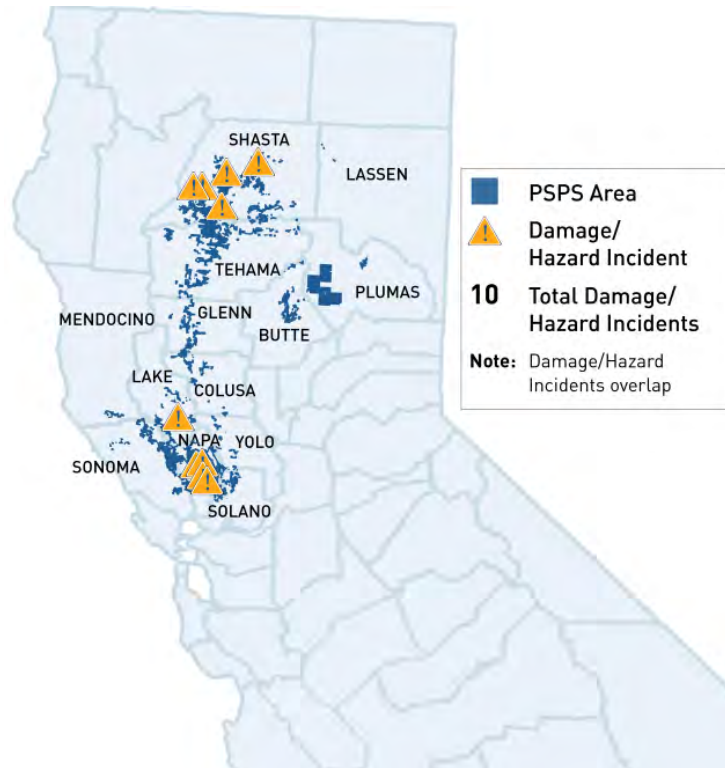 SHASTA
LASSEN
TEHAMA
PLUMAS
GLENN
MENDOCINO
BUTTE
LAKE
COLUSA
NAPA
YOLO
SONOMA
SOLANO
PSPS Area
! Damage/
Hazard Incident
10 Total Damage/
Hazard Incidents
Note: Damage/Hazard
Incidents overlap